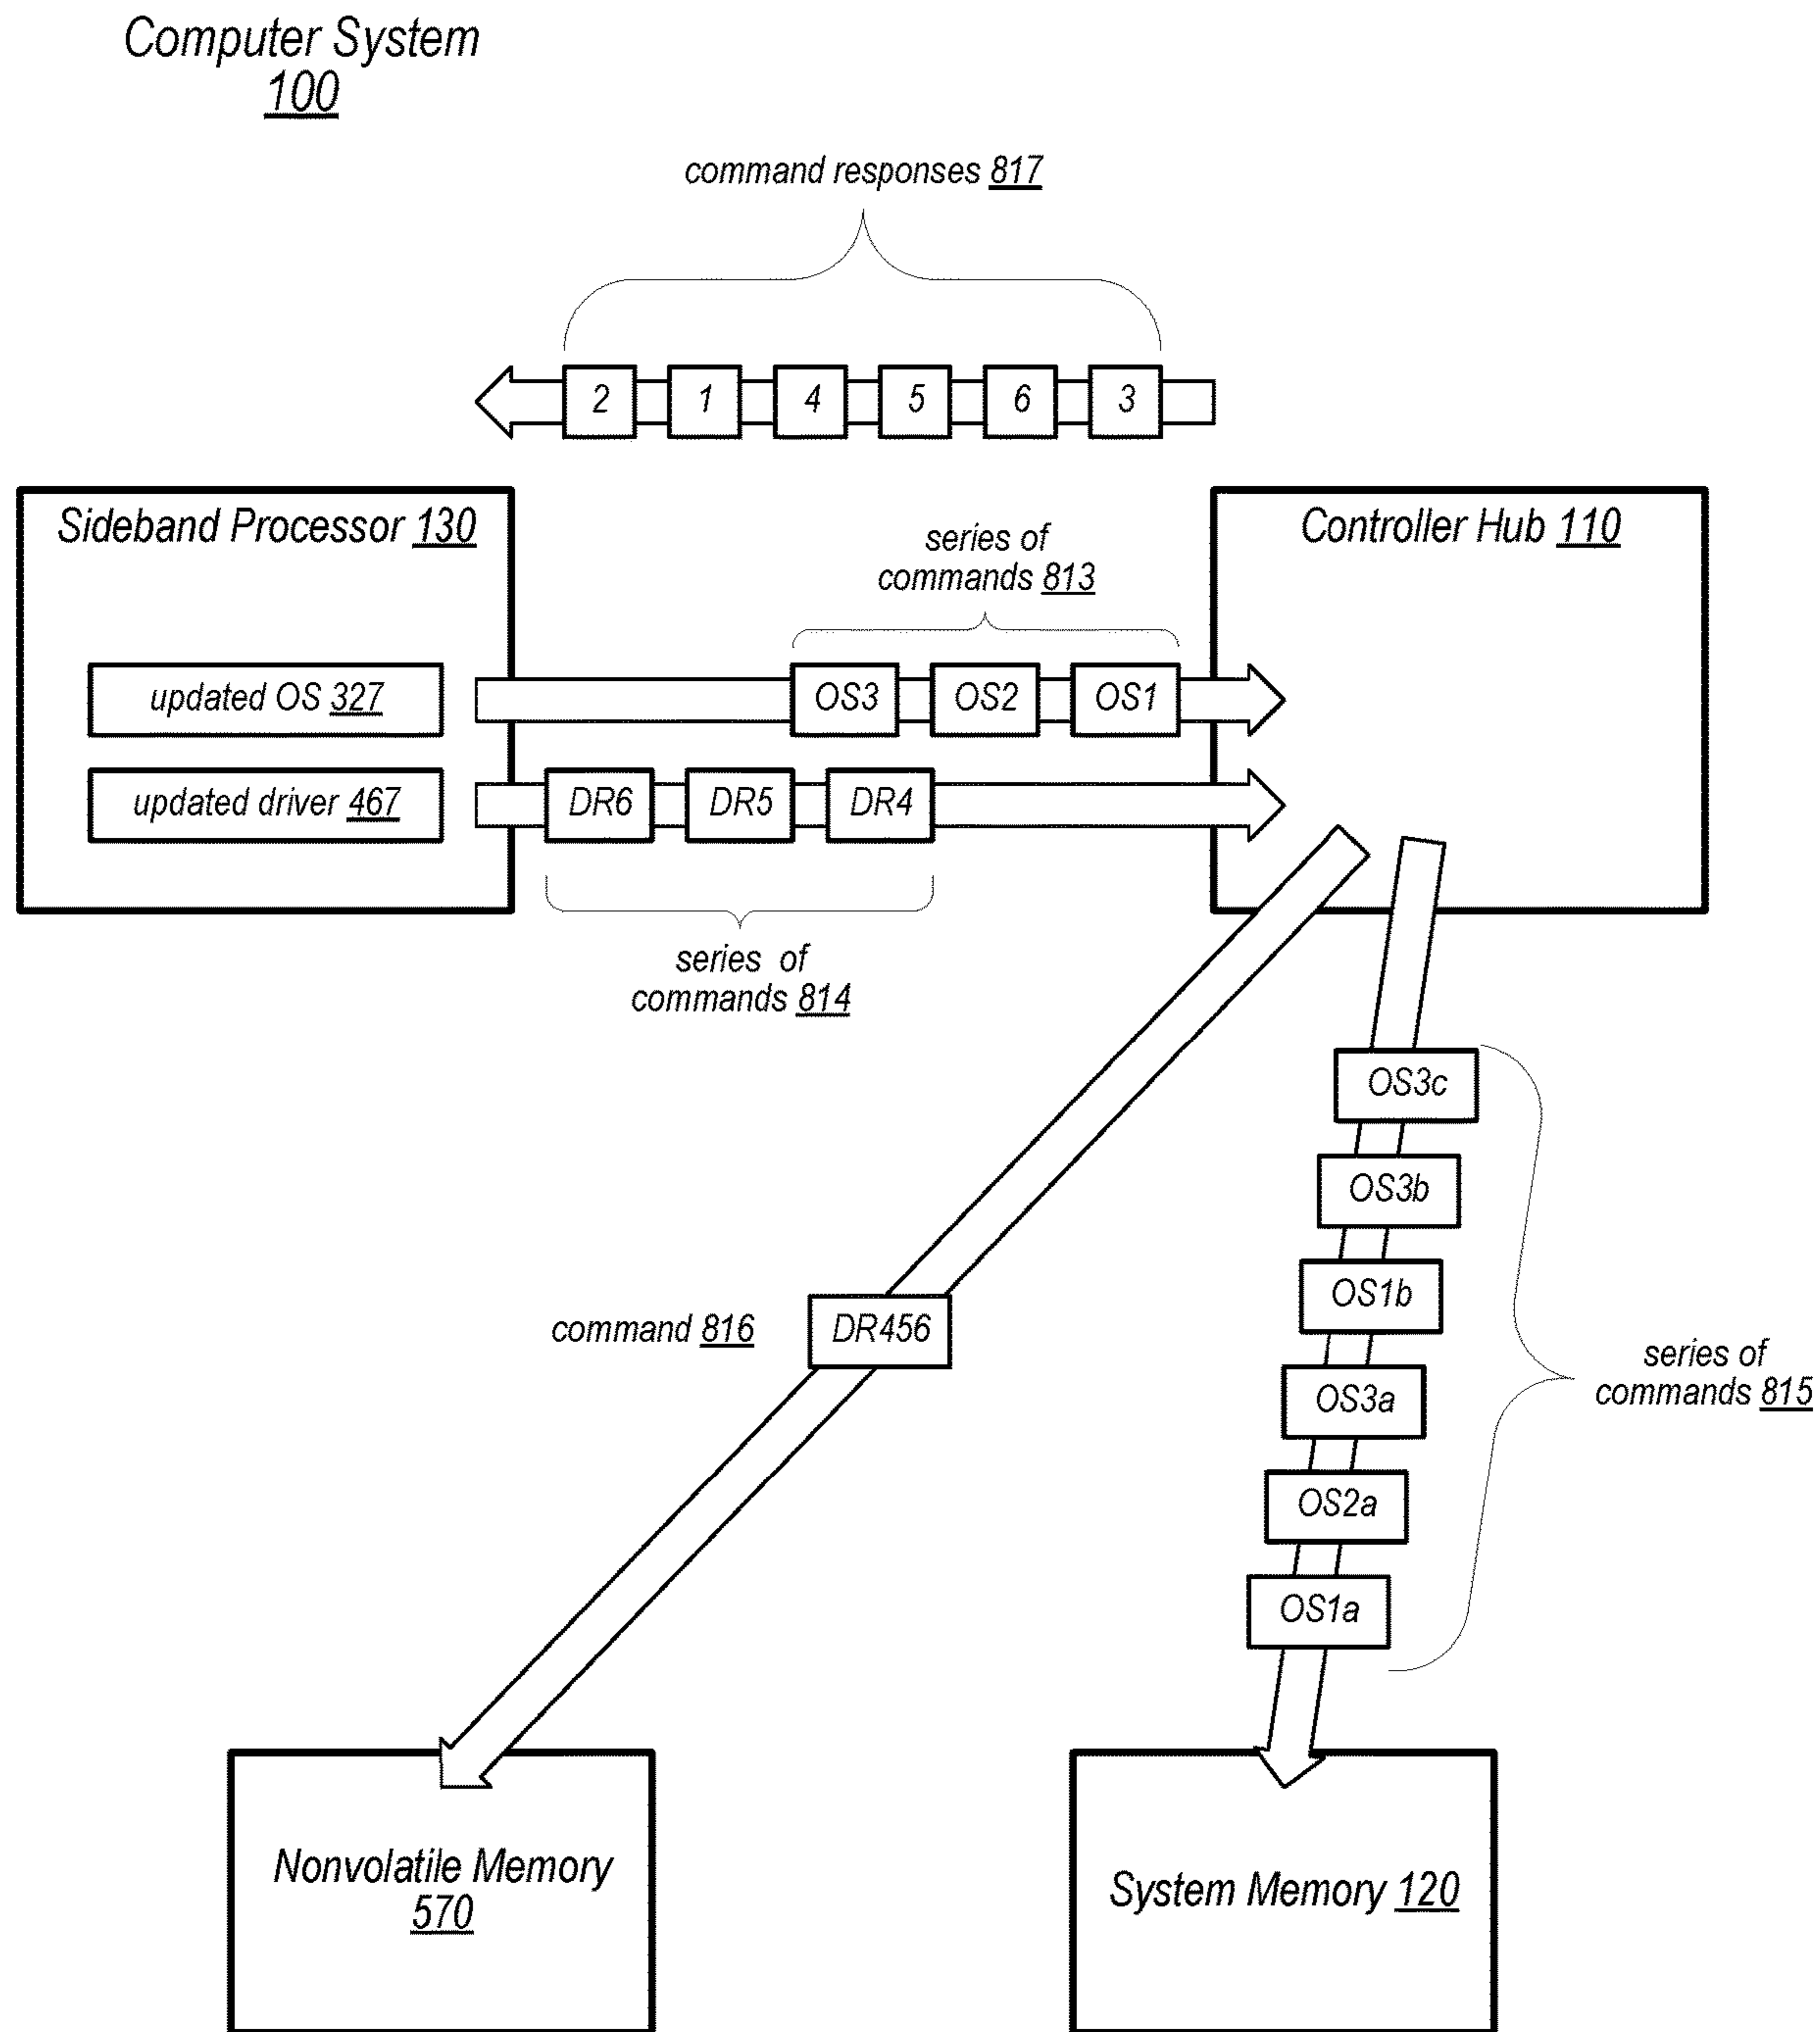 Computer System
100
command responses 817
2 1 4 5 6 3
Sideband Processor 130
Controller Hub 110
series of
commands 813
updated OS 327
OS3 OS2 OS1
updated driver 467
DR6 DR5 DR4
series of
commands 814
OS3c
OS3b
OS1b
command 816
DR456
series of
commands 815
OS3a
OS2a
OS1a
Nonvolatile Memory
570
System Memory 120